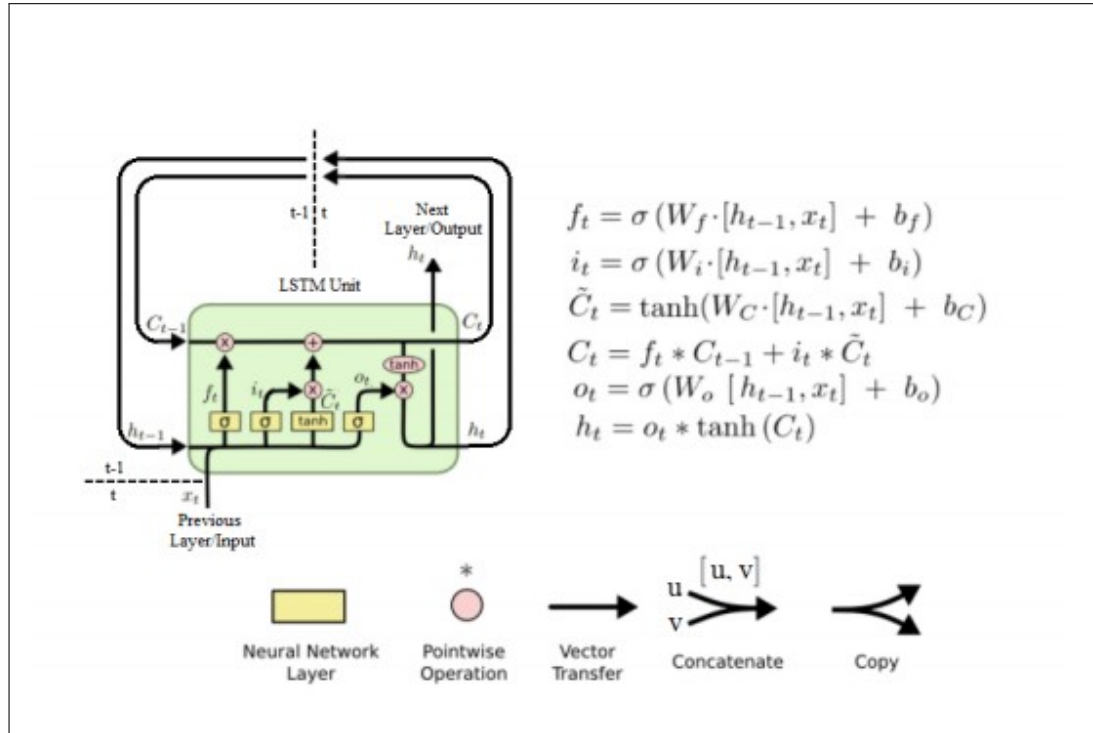 t-1 t
Next
Layer/Output
h_t
LSTM Unit
C_{t-1}
C_t
× +
tanh
f_t i_t × C̃_t o_t ×
σ σ tanh σ
h_{t-1}
h_t
t-1
t
x_t
Previous
Layer/Input
f_t = σ (W_f·[h_{t-1}, x_t] + b_f)
i_t = σ (W_i·[h_{t-1}, x_t] + b_i)
C̃_t = tanh(W_C·[h_{t-1}, x_t] + b_C)
C_t = f_t * C_{t-1} + i_t * C̃_t
o_t = σ (W_o [h_{t-1}, x_t] + b_o)
h_t = o_t * tanh (C_t)
*
[u, v]
u
v
Neural Network
Layer
Pointwise
Operation
Vector
Transfer
Concatenate
Copy